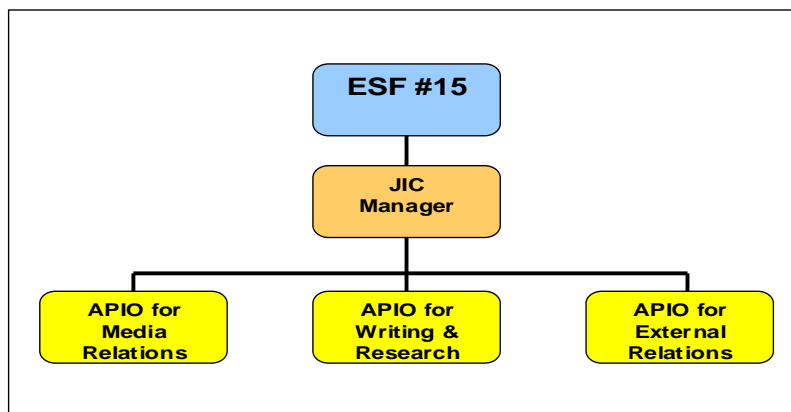 ESF #15
JIC
Manager
APIO for
Media
Relations
APIO for
Writing &
Research
APIO for
External
Relations